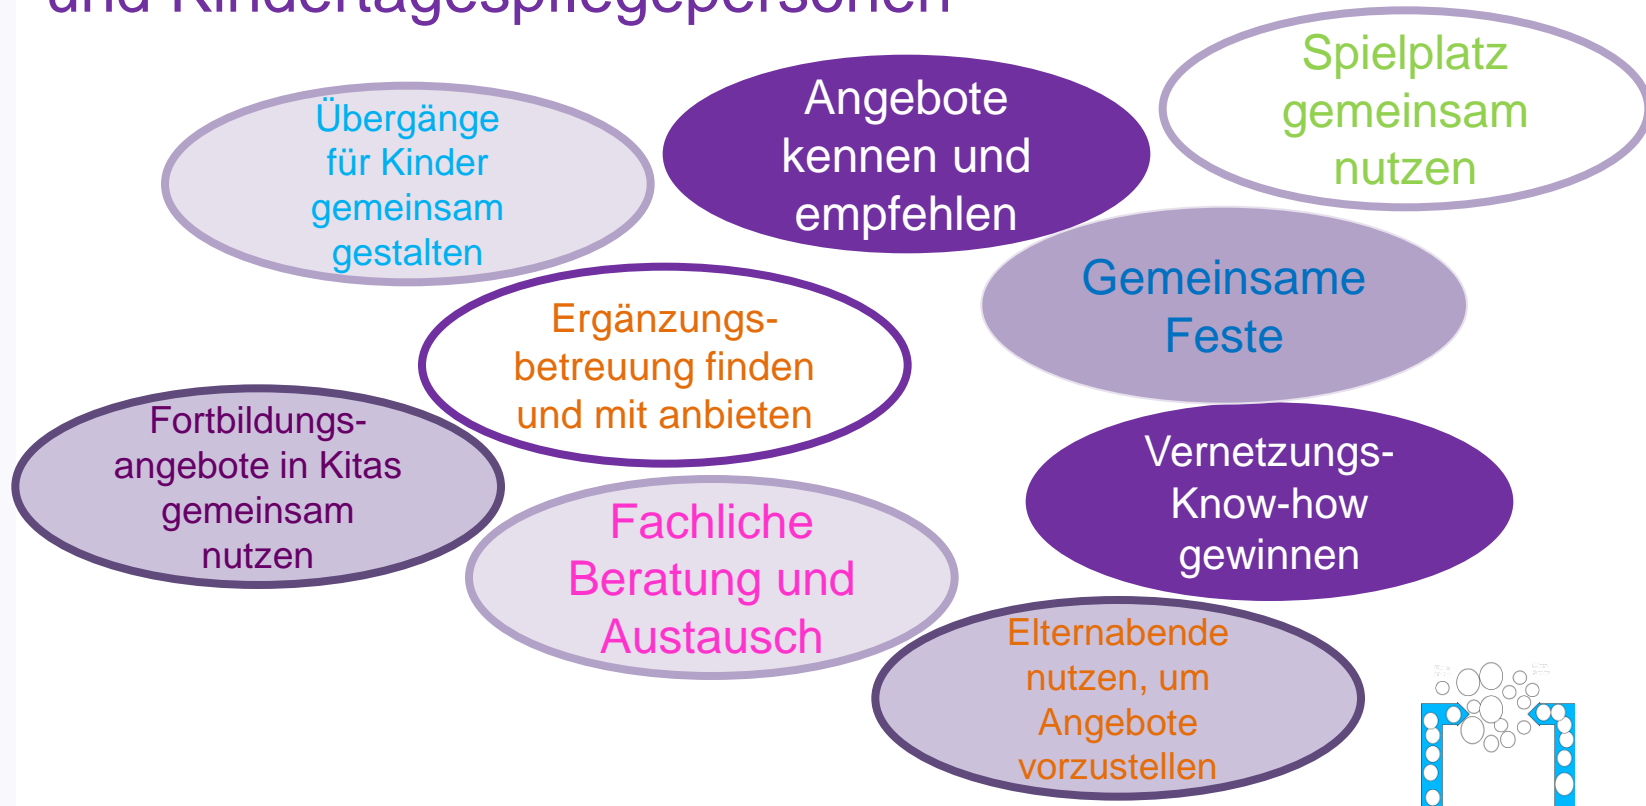 und Kindertagespflegepersonen
Spielplatz
gemeinsam
nutzen
Angebote
kennen und
empfehlen
Übergänge
für Kinder
gemeinsam
gestalten
Gemeinsame
Feste
Ergänzungs-
betreuung finden
und mit anbieten
Fortbildungs-
angebote in Kitas
gemeinsam
nutzen
Vernetzungs-
Know-how
gewinnen
Fachliche
Beratung und
Austausch
Elternabende
nutzen, um
Angebote
vorzustellen